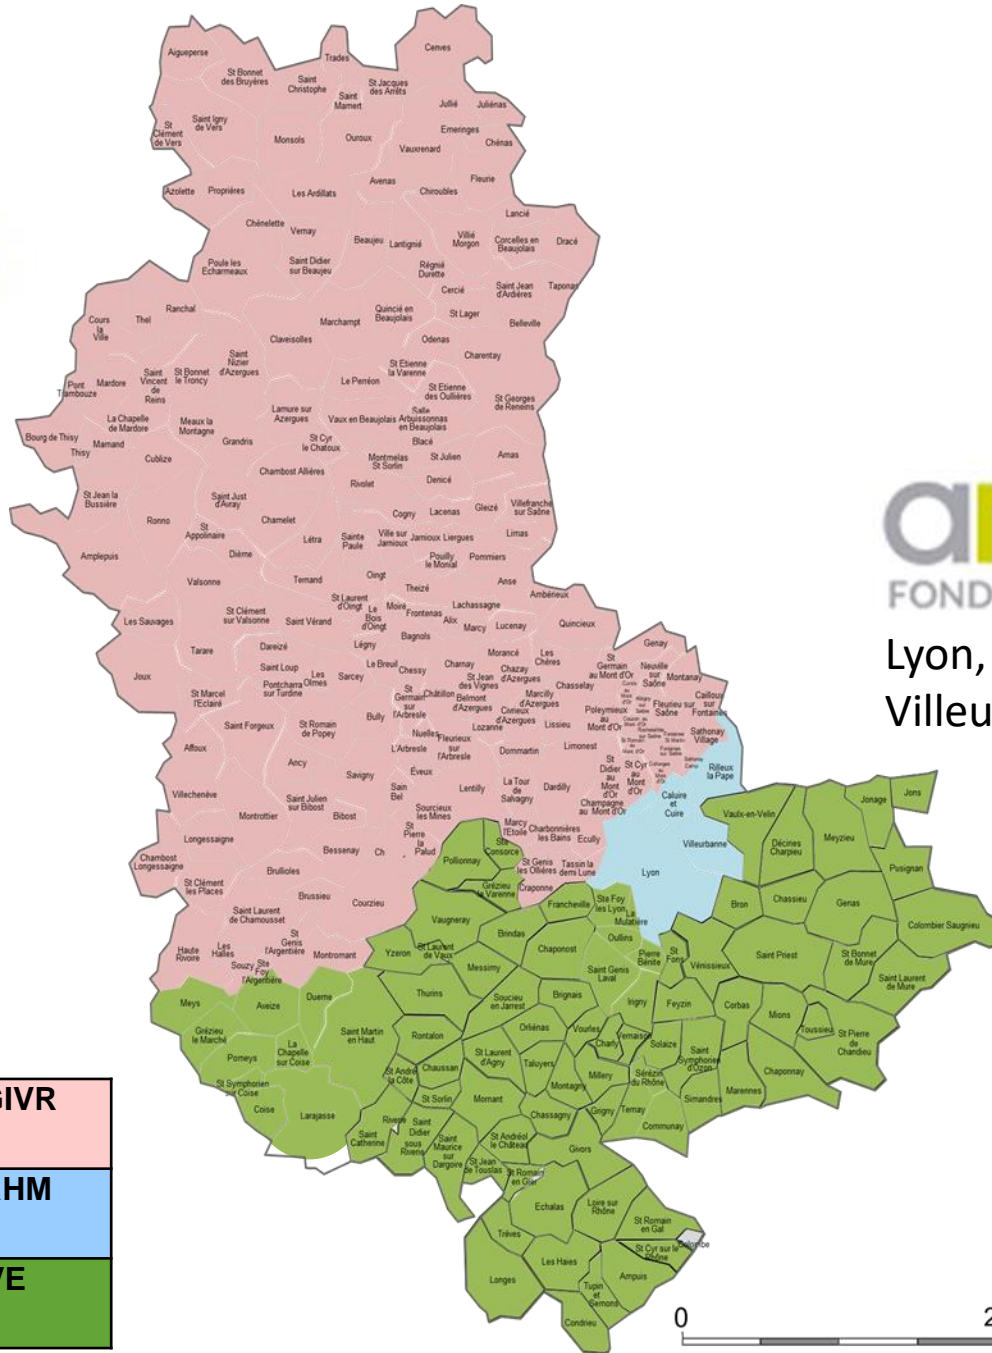 Cenves
Aigueperse
Trades
St Bonnet
des Bruyères
Saint
Christophe
St Jacques
des Arrêts
Saint
Mamert
Jullié
Juliénas
Saint Igny
de Vers
St
Clément
de Vers
Emeringes
Monsols
Ouroux
Chénas
Vauxrenard
Avenas
Fleurie
Azolette
Propières
Les Ardillats
Chiroubles
Lancié
Chénelette
Vernay
Beaujeu
Lantignié
Villié
Morgon
Corcelles en
Beaujolais
Dracé
Poule les
Echarmeaux
Saint Didier
sur Beaujeu
Régnié
Durette
Cercié
Saint Jean
d'Ardières
Taponas
Ranchal
Cours
la
Ville
Thel
Marchampt
Quincié en
Beaujolais
St Lager
Belleville
Claveisolles
Odenas
Charentay
Saint
Nizier
d'Azergues
St Etienne
la Varenne
Pont
Trambouze
Mardore
Saint
Vincent
de
Reins
St Bonnet
le Troncy
Le Perréon
St Etienne
des Oullières
St Georges
de Reneins
La Chapelle
de Mardore
Meaux la
Montagne
Lamure sur
Azergues
Vaux en Beaujolais
Salle
Arbuissonnas
en Beaujolais
Bourg de Thisy
Thisy
Marnand
Grandris
St Cyr
le Chatoux
Blacé
Cublize
Montmelas
St Sorlin
St Julien
Arnas
Chambost Allières
Rivolet
Denicé
St Jean la
Bussière
Saint Just
d'Avray
Cogny
Lacenas
Gleizé
Villefranche
sur Saône
Ronno
St
Appolinaire
Chamelet
Létra
Sainte
Paule
Ville sur
Jarnioux
Jarnioux
Liergues
Limas
Amplepuis
Dième
Pouilly
le Monial
Pommiers
Valsonne
Ternand
Oingt
Theizé
Anse
Ambérieux
St Laurent
d'Oingt
Le
Bois
d'Oingt
Moiré
Frontenas
Lachassagne
Alix
Marcy
Lucenay
Quincieux
Les Sauvages
St Clément
sur Valsonne
Saint Vérand
Bagnols
Légny
Tarare
Dareizé
Morancé
Les
Chères
Genay
Joux
Saint Loup
Pontcharra
sur Turdine
Les
Olmes
Sarcey
Le Breuil
Chessy
Charnay
St Jean
des Vignes
Chazay
d'Azergues
Chasselay
St
Germain
au Mont d'Or
Neuville
sur
Saône
Montanay
St Marcel
l'Eclairé
St
Germain
sur
l'Arbresle
Châtillon
Belmont
d'Azergues
Marcilly
d'Azergues
Civrieux
d'Azergues
Poleymieux
au
Mont d'Or
Fleurieu sur
Saône
Cailloux
sur
Fontaines
Saint Forgeux
St Romain
de Popey
Bully
Nuelles
Lozanne
Lissieu
Sathonay
Village
Affoux
L'Arbresle
Fleurieux
sur
l'Arbresle
Dommartin
Limonest
Ancy
Savigny
Éveux
St
Didier
au
Mont
d'Or
St Cyr
au
Mont
d'Or
Rilleux
la Pape
Villechenève
Saint Julien
sur Bibost
Sain
Bel
Lentilly
La Tour
de
Salvagny
Dardilly
Champagne
au Mont d'Or
Caluire
et
Cuire
Montrottier
Bibost
Sourcieux
les Mines
Longessaigne
St
Pierre
la
Palud
Marcy
l'Etoile
Charbonnières
les Bains
Ecully
Villeurbanne
Chambost
Longessaigne
Bessenay
Ch
Pollionnay
Ste
Consorce
St Genis
les Ollières
Tassin la
demi Lune
Lyon
St Clément
les Places
Brullioles
Brussieu
Courzieu
Grézieu
la Varenne
Craponne
Vaulx-en-Velin
Décines
Charpieu
Meyzieu
Jonage
Jons
Pusignan
Saint Laurent
de Chamousset
Vaugneray
Francheville
Ste Foy
les Lyon
La
Mulatière
Bron
Chassieu
Genas
Colombier Saugnieu
Haute
Rivoire
Les
Halles
St
Genis
l'Argentière
Montromant
Yzeron
St Laurent
de Vaux
Brindas
Chaponost
Oullins
Souzy
Ste
Foy
l'Argentière
Messimy
Saint Genis
Laval
Pierre
Bénite
St
Fons
Vénissieux
Saint Priest
St Bonnet
de Mure
Saint Laurent
de Mure
Meys
Aveize
Duerne
Thurins
Soucieu
en Jarrest
Brignais
Irigny
Feyzin
Corbas
Mions
Toussieu
St Pierre
de
Chandieu
Grézieu
le Marché
Saint Martin
en Haut
Rontalon
Orliénas
Vourles
Charly
Vernaison
Solaize
Pomeys
La
Chapelle
sur Coise
St André
la Côte
Chaussan
St Laurent
d'Agny
Taluyers
Millery
Sérézin
du Rhône
Saint
Symphorien
d'Ozon
Marennes
Chaponnay
St Symphorien
sur Coise
St Sorlin
Mornant
Montagny
Simandres
Coise
Larajasse
Riverie
Saint
Didier
sous
Riverie
Chassagny
Grigny
Ternay
Communay
Saint
Catherine
Saint
Maurice
sur
Dargoire
St Andréol
le Château
Givors
St Jean
de Touslas
St Romain
en Gier
Echalas
Loire sur
Rhône
St Romain
en Gal
Trèves
Les Haies
St Cyr sur le
Rhône
Longes
Tupin
et
Semons
Ampuis
Condrieu
FOND
Lyon,
Villeu
GIVR
HM
VE
0
2